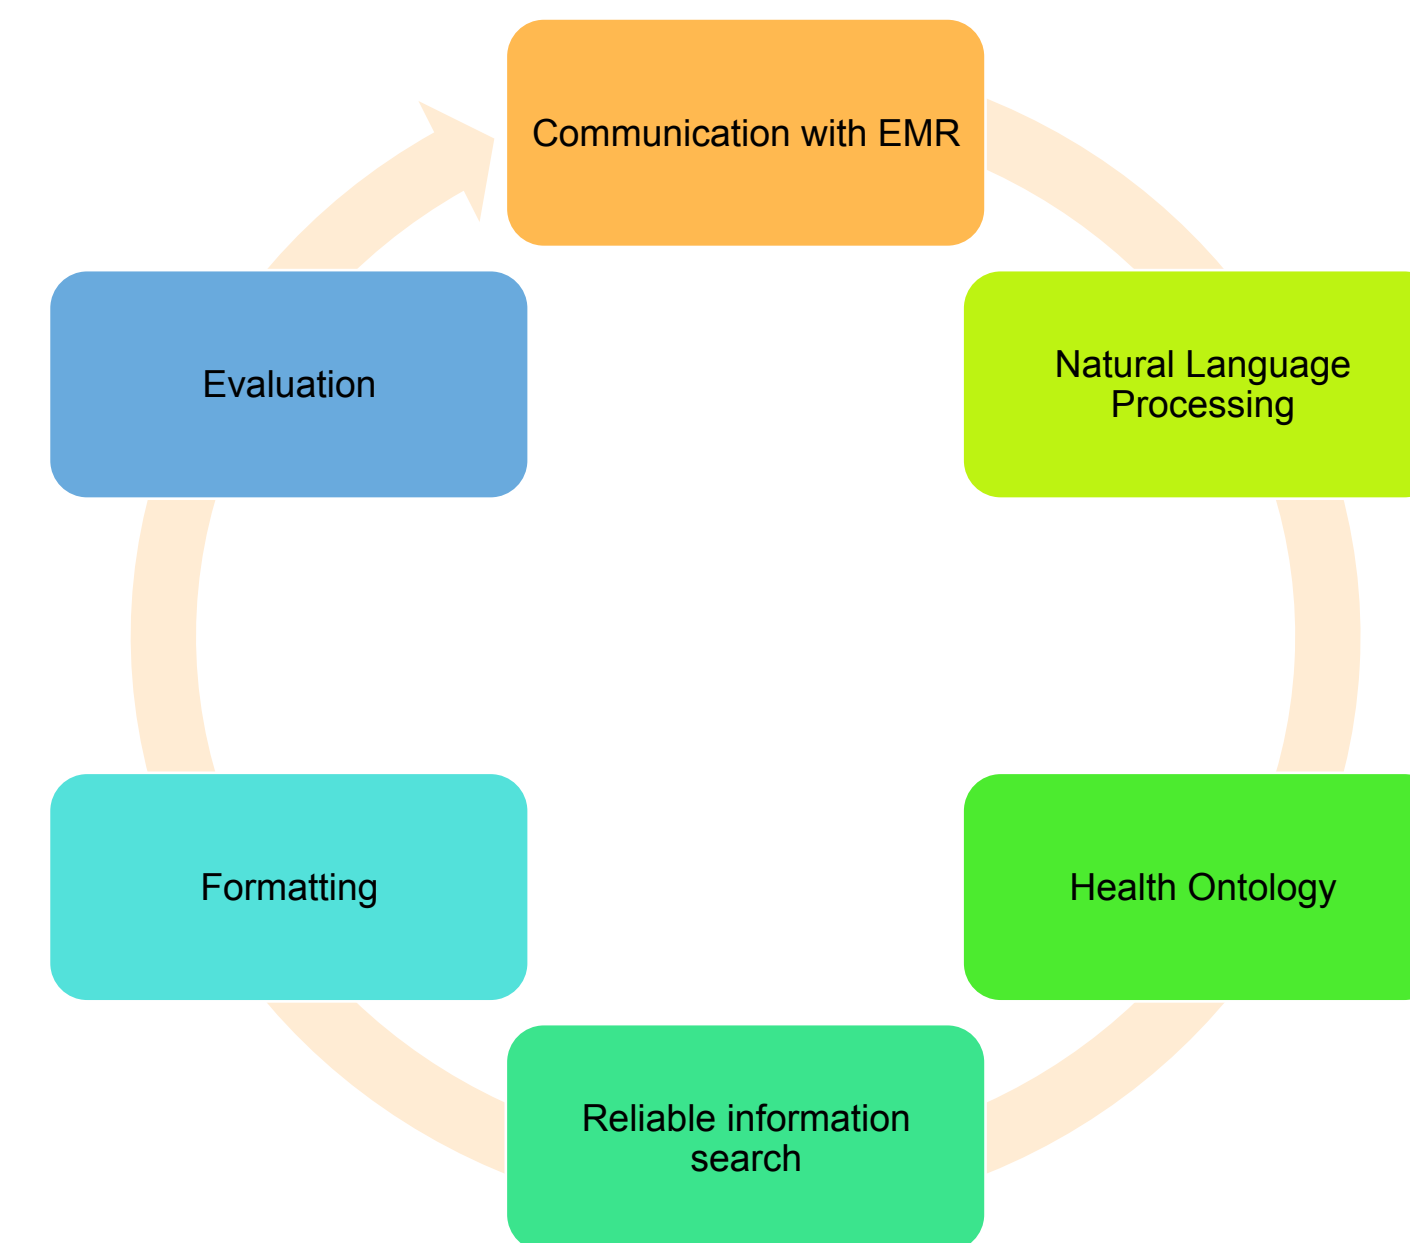 Communication with EMR
Natural Language
Processing
Health Ontology
Reliable information
search
Formatting
Evaluation